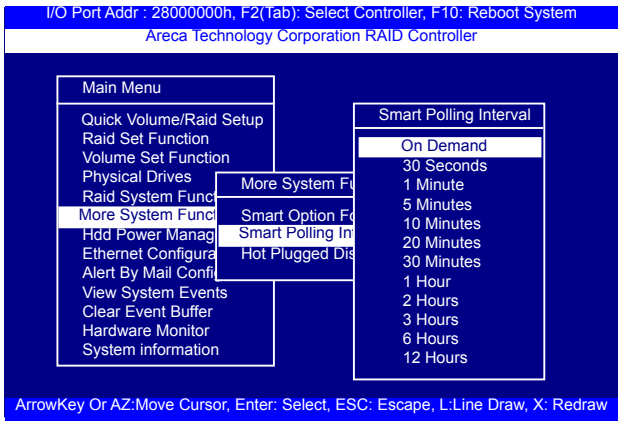 I/O Port Addr : 28000000h, F2(Tab): Select Controller, F10: Reboot System
Areca Technology Corporation RAID Controller
Main Menu
Quick Volume/Raid Setup
Raid Set Function
Volume Set Function
Physical Drives
Raid System Funct
More System Funct
Hdd Power Manag
Ethernet Configura
Alert By Mail Config
View System Events
Clear Event Buffer
Hardware Monitor
System information
More System Fu
Smart Option Fo
Smart Polling Int
Hot Plugged Dis
Smart Polling Interval
On Demand
30 Seconds
1 Minute
5 Minutes
10 Minutes
20 Minutes
30 Minutes
1 Hour
2 Hours
3 Hours
6 Hours
12 Hours
ArrowKey Or AZ:Move Cursor, Enter: Select, ESC: Escape, L:Line Draw, X: Redraw